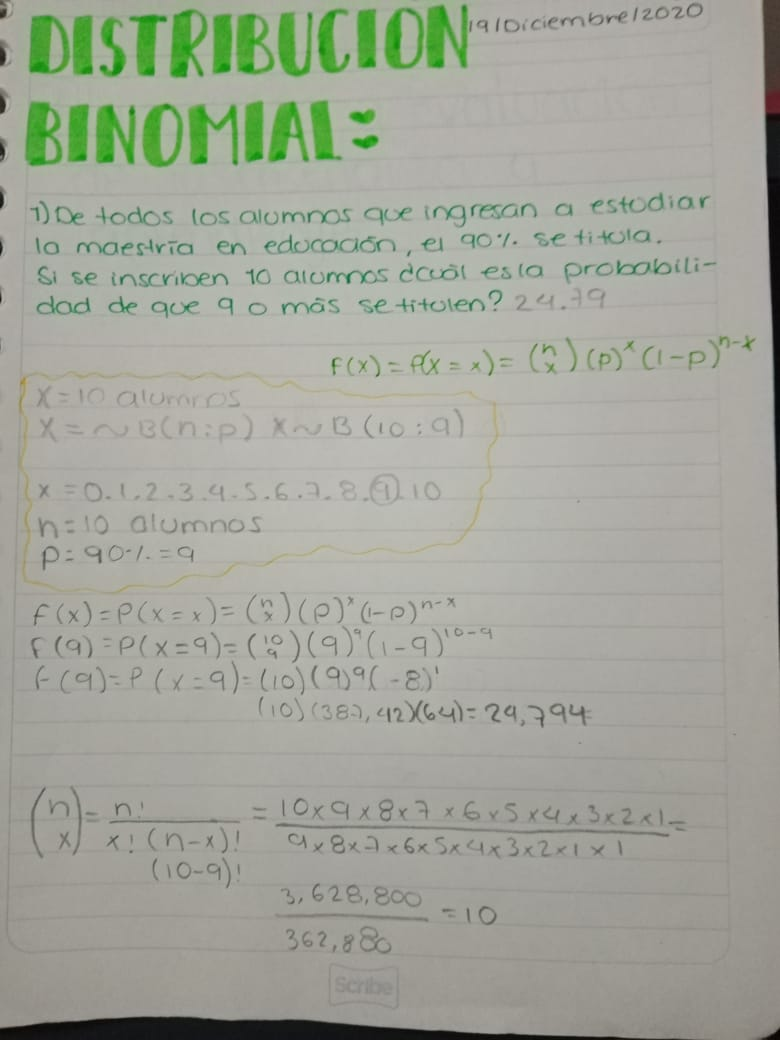 DISTRIBUCION
19/Diciembre/2020
BINOMIAL:
1) De todos los alumnos que ingresan a estudiar
la maestría en educación, el 90%. se titula.
Si se inscriben 10 alumnos ¿cuál es la probabili-
dad de que 9 o más se titulen? 24.79
F(x) = P(X = x) = (n x) (p)^x (1-p)^n-x
X = 10 alumnos
X = ~ B(n:p) X ~ B (10:9)
x = 0.1.2.3.4.5.6.7.8.9.10
n = 10 alumnos
p = 90% = 9
F(x) = P(X = x) = (n x) (p)^x (1-p)^n-x
F(9) = P(X = 9) = (10 9) (9)^9 (1-9)^10-9
F(9) = P (X = 9) = (10) (9)9 (-8)^1
(10) (387,42)(64) = 24,794=
(n x) = n! / x! (n-x)! = 10x9x8x7x6x5x4x3x2x1 / 9x8x7x6x5x4x3x2x1x1 =
(10-9)!
3,628,800 / 362,880 = 10
Scribe